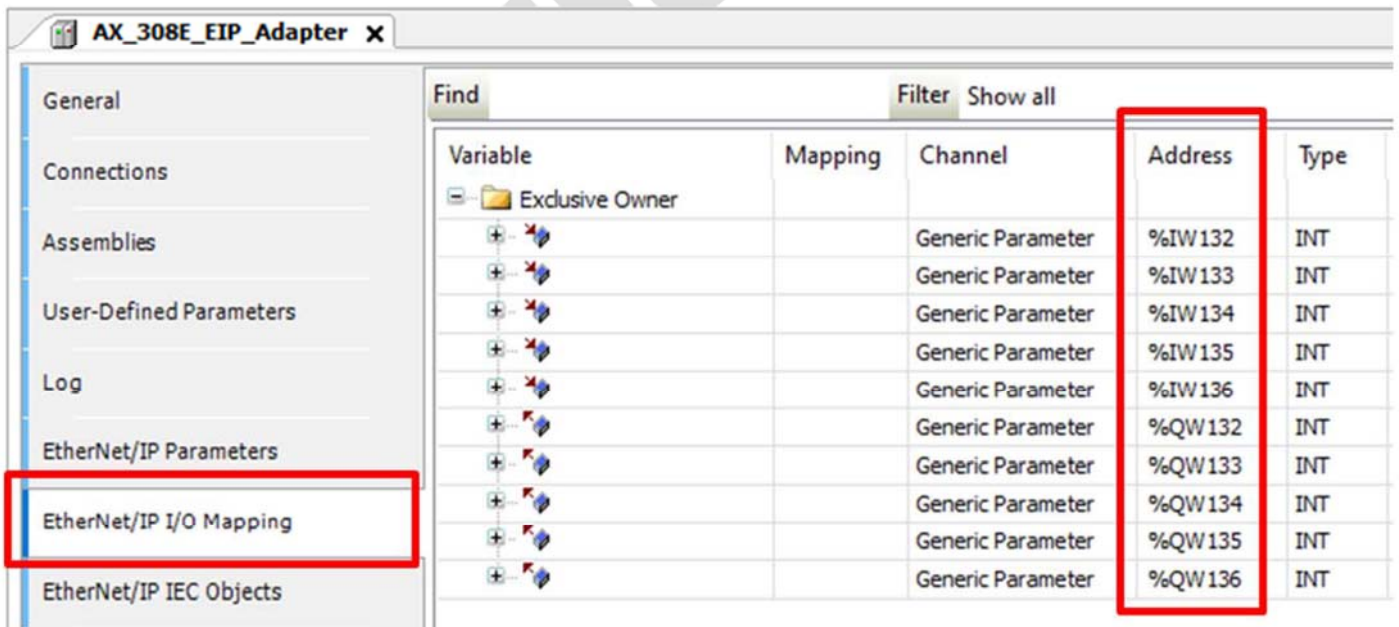 AX_308E_EIP_Adapter X
General
Connections
Assemblies
User-Defined Parameters
Log
EtherNet/IP Parameters
EtherNet/IP I/O Mapping
EtherNet/IP IEC Objects
Find Filter Show all
Variable Mapping Channel Address Type
Exclusive Owner
Generic Parameter %IW132 INT
Generic Parameter %IW133 INT
Generic Parameter %IW134 INT
Generic Parameter %IW135 INT
Generic Parameter %IW136 INT
Generic Parameter %QW132 INT
Generic Parameter %QW133 INT
Generic Parameter %QW134 INT
Generic Parameter %QW135 INT
Generic Parameter %QW136 INT